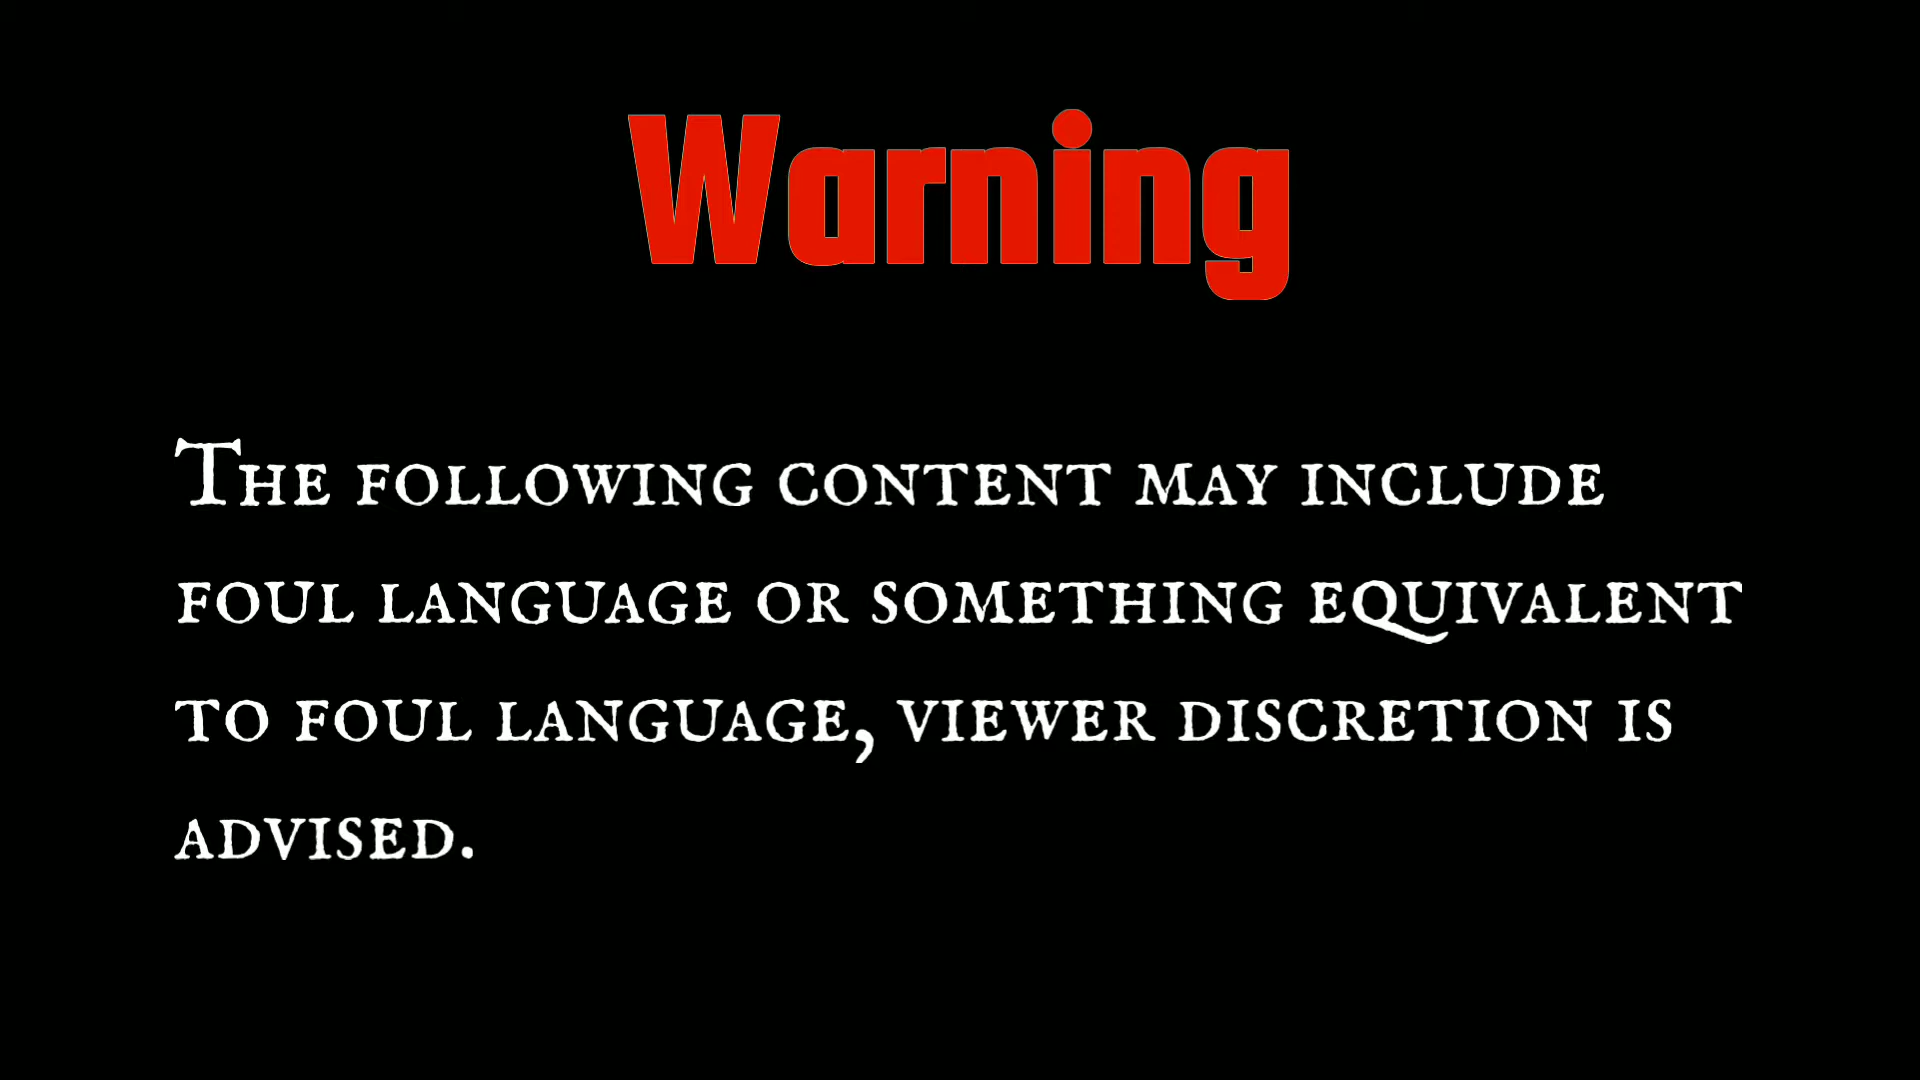 Warning
The following content may include
foul language or something equivalent
to foul language, viewer discretion is
advised.